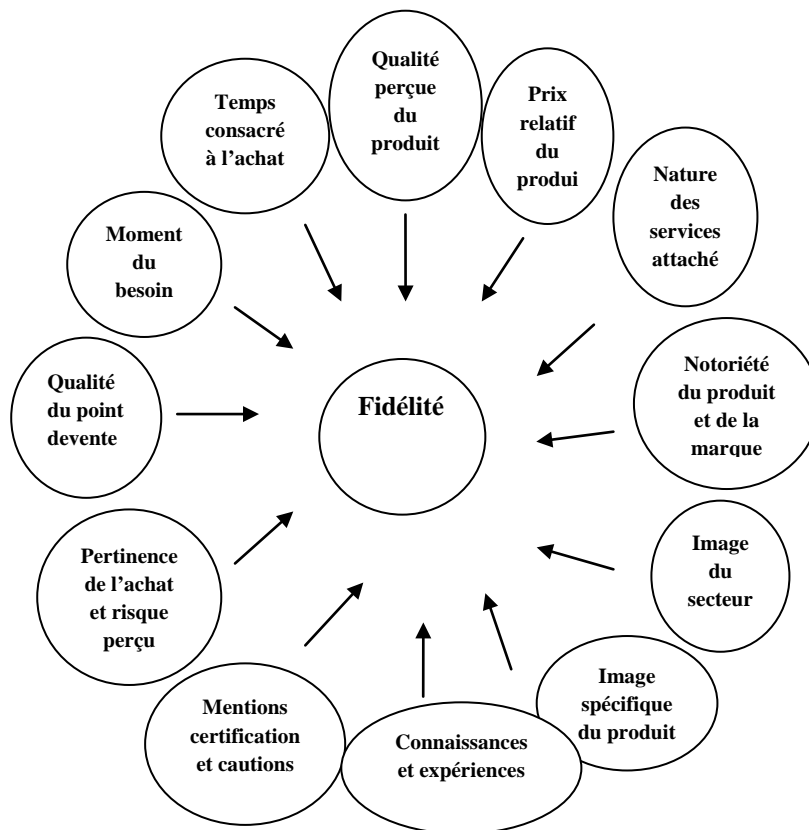 Qualité
perçue
du
produit
Prix
relatif
du
produi
Nature
des
services
attaché
Notoriété
du produit
et de la
marque
Image
du
secteur
Image
spécifique
du produit
Connaissances
et expériences
Mentions
certification
et cautions
Pertinence
de l’achat
et risque
perçu
Qualité
du point
devente
Moment
du
besoin
Temps
consacré
à l’achat
Fidélité